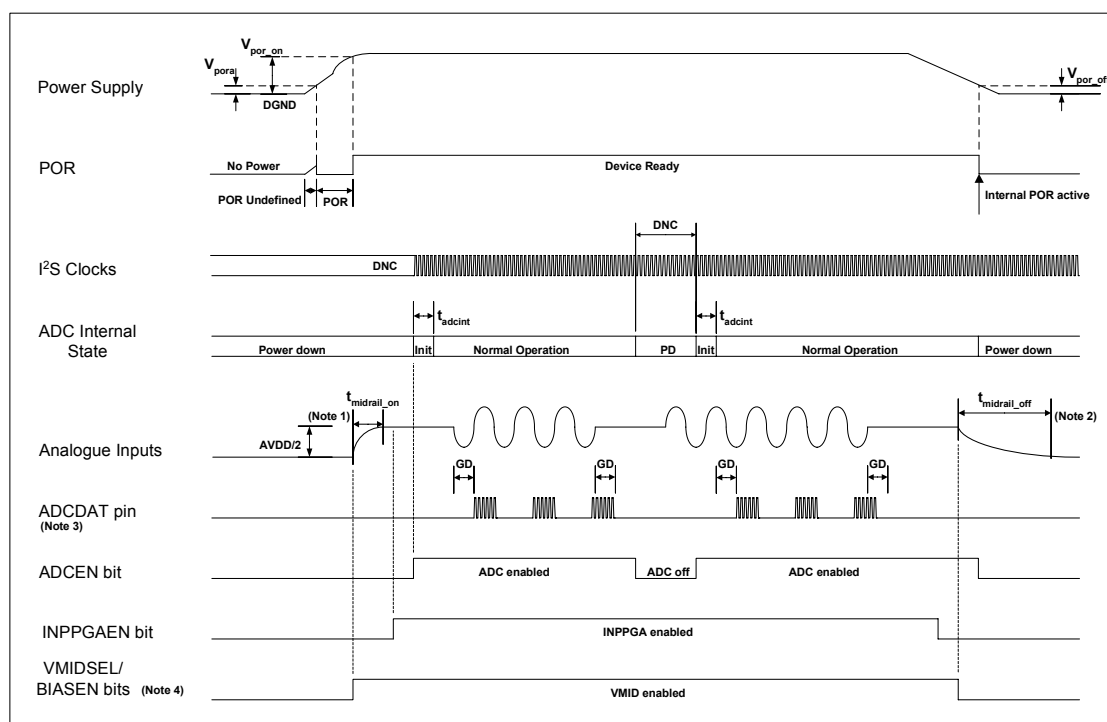 Power Supply
V_por_on
V_pora
DGND
V_por_off
POR
No Power
Device Ready
POR Undefined
POR
Internal POR active
I²S Clocks
DNC
DNC
ADC Internal
State
t_adcint
t_adcint
Power down
Init
Normal Operation
PD
Init
Normal Operation
Power down
Analogue Inputs
(Note 1)
t_midrail_on
AVDD/2
t_midrail_off
(Note 2)
GD
GD
GD
GD
ADCDAT pin
(Note 3)
ADCEN bit
ADC enabled
ADC off
ADC enabled
INPPGAEN bit
INPPGA enabled
VMIDSEL/
BIASEN bits (Note 4)
VMID enabled